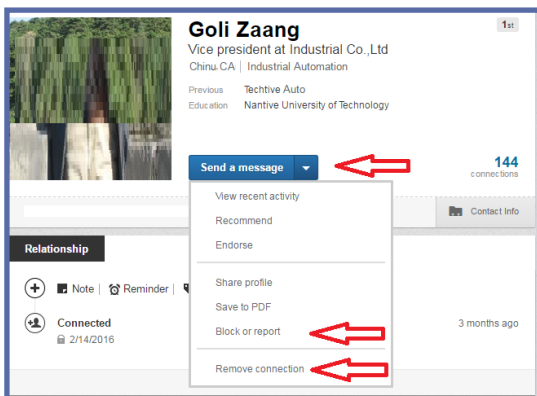 Goli Zaang
1st
Vice president at Industrial Co.,Ltd
Chinu.CA | Industrial Automation
Previous Techtive Auto
Education Nantive University of Technology
Send a message
144
connections
View recent activity
Recommend
Endorse
Contact Info
Relationship
Share profile
Note | Reminder |
Save to PDF
Block or report
Connected
3 months ago
2/14/2016
Remove connection